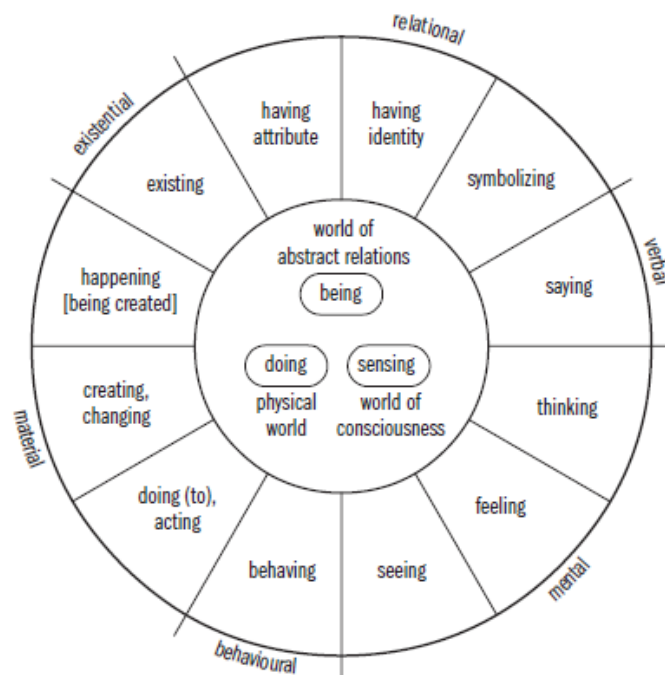 relational
existential
having
attribute
having
identity
existing
symbolizing
world of
abstract relations
being
verbal
happening
[being created]
saying
doing
sensing
physical
world
world of
consciousness
creating,
changing
thinking
material
doing (to),
acting
feeling
behaving
seeing
mental
behavioural